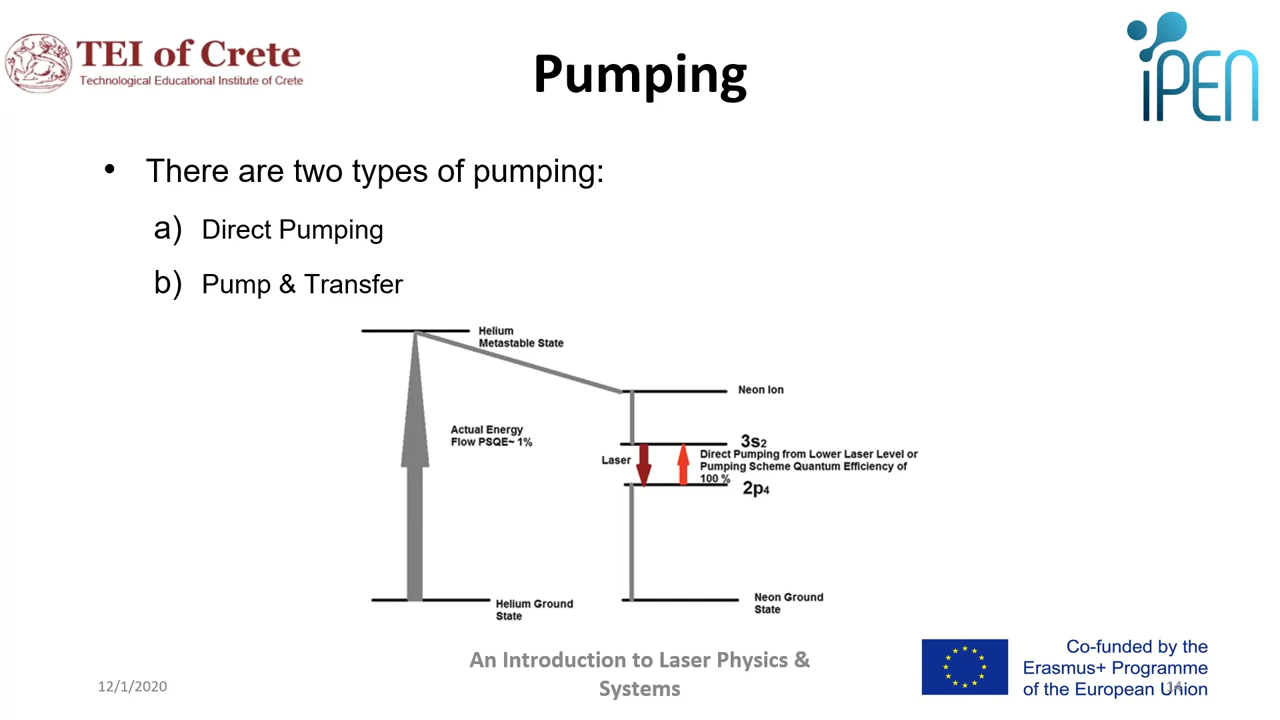 TEI of Crete
Technological Educational Institute of Crete
Pumping
iPEN
• There are two types of pumping:
a) Direct Pumping
b) Pump & Transfer
Helium
Metastable State
Neon Ion
Actual Energy
Flow PSQE~ 1%
3s2
Laser
Direct Pumping from Lower Laser Level or
Pumping Scheme Quantum Efficiency of
100 %
2p4
Helium Ground
State
Neon Ground
State
An Introduction to Laser Physics &
Systems
12/1/2020
Co-funded by the
Erasmus+ Programme
of the European Union
14